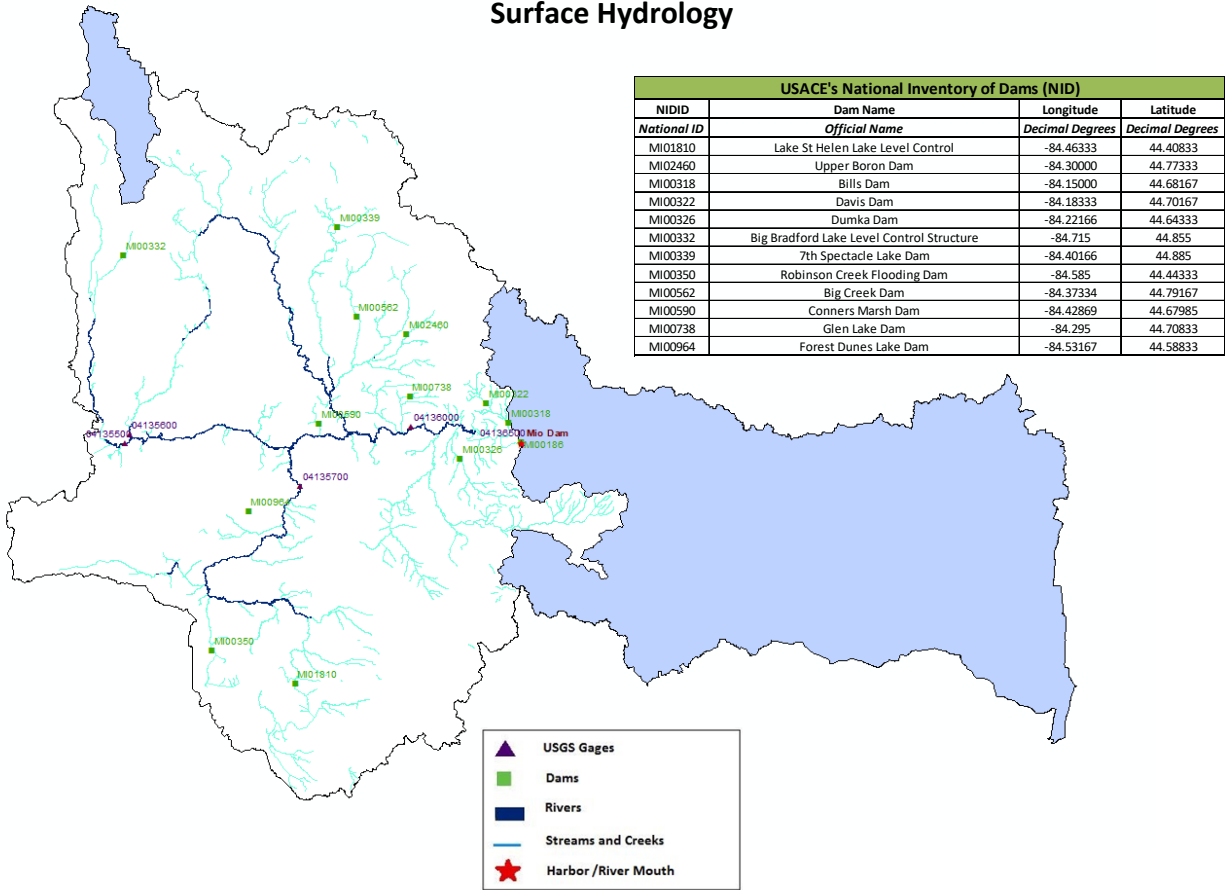 Surface Hydrology
USACE's National Inventory of Dams (NID)
NIDID Dam Name Longitude Latitude
National ID Official Name Decimal Degrees Decimal Degrees
MI01810 Lake St Helen Lake Level Control -84.46333 44.40833
MI02460 Upper Boron Dam -84.30000 44.77333
MI00318 Bills Dam -84.15000 44.68167
MI00322 Davis Dam -84.18333 44.70167
MI00326 Dumka Dam -84.22166 44.64333
MI00332 Big Bradford Lake Level Control Structure -84.715 44.855
MI00339 7th Spectacle Lake Dam -84.40166 44.885
MI00350 Robinson Creek Flooding Dam -84.585 44.44333
MI00562 Big Creek Dam -84.37334 44.79167
MI00590 Conners Marsh Dam -84.42869 44.67985
MI00738 Glen Lake Dam -84.295 44.70833
MI00964 Forest Dunes Lake Dam -84.53167 44.58833
MI00339
MI00332
MI00562
MI02460
MI00738
MI00322
MI00590
04136000
MI00318
04135600
04135500
04136500 Mio Dam
MI00186
MI00326
04135700
MI00964
MI00350
MI01810
USGS Gages
Dams
Rivers
Streams and Creeks
Harbor /River Mouth